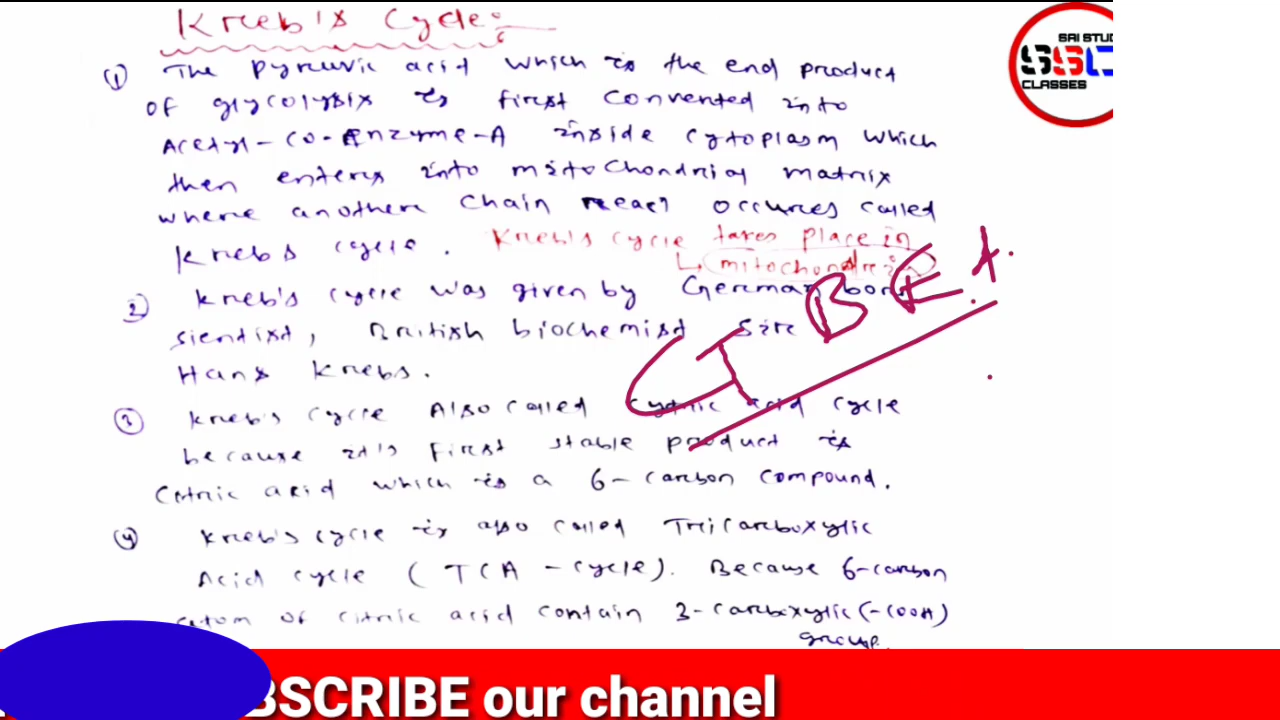 Kreb's Cycle:
SAI STUD
SSC
CLASSES
① The pyruvic acid which is the end product
of glycolysis is first convented into
Acetyl-Co-Enzyme-A inside cytoplasm which
then enters into mitochondrial matrix
where anothere chain react occures called
Krebs cycle. Kreb's cycle takes place in
mitochondria
② Kreb's cycle was given by German born
sientist, British biochemist Sir
Hans Krebs.
③ Kreb's cycle Also called acid cycle
because it's first stable product is
Citric acid which is a 6-carbon compound.
④ Kreb's cycle is also called Tricarboxylic
Acid cycle (TCA-cycle). Because 6-carbon
atom of citric acid contain 3-carboxylic (-COOH)
group.
BSCRIBE our channel